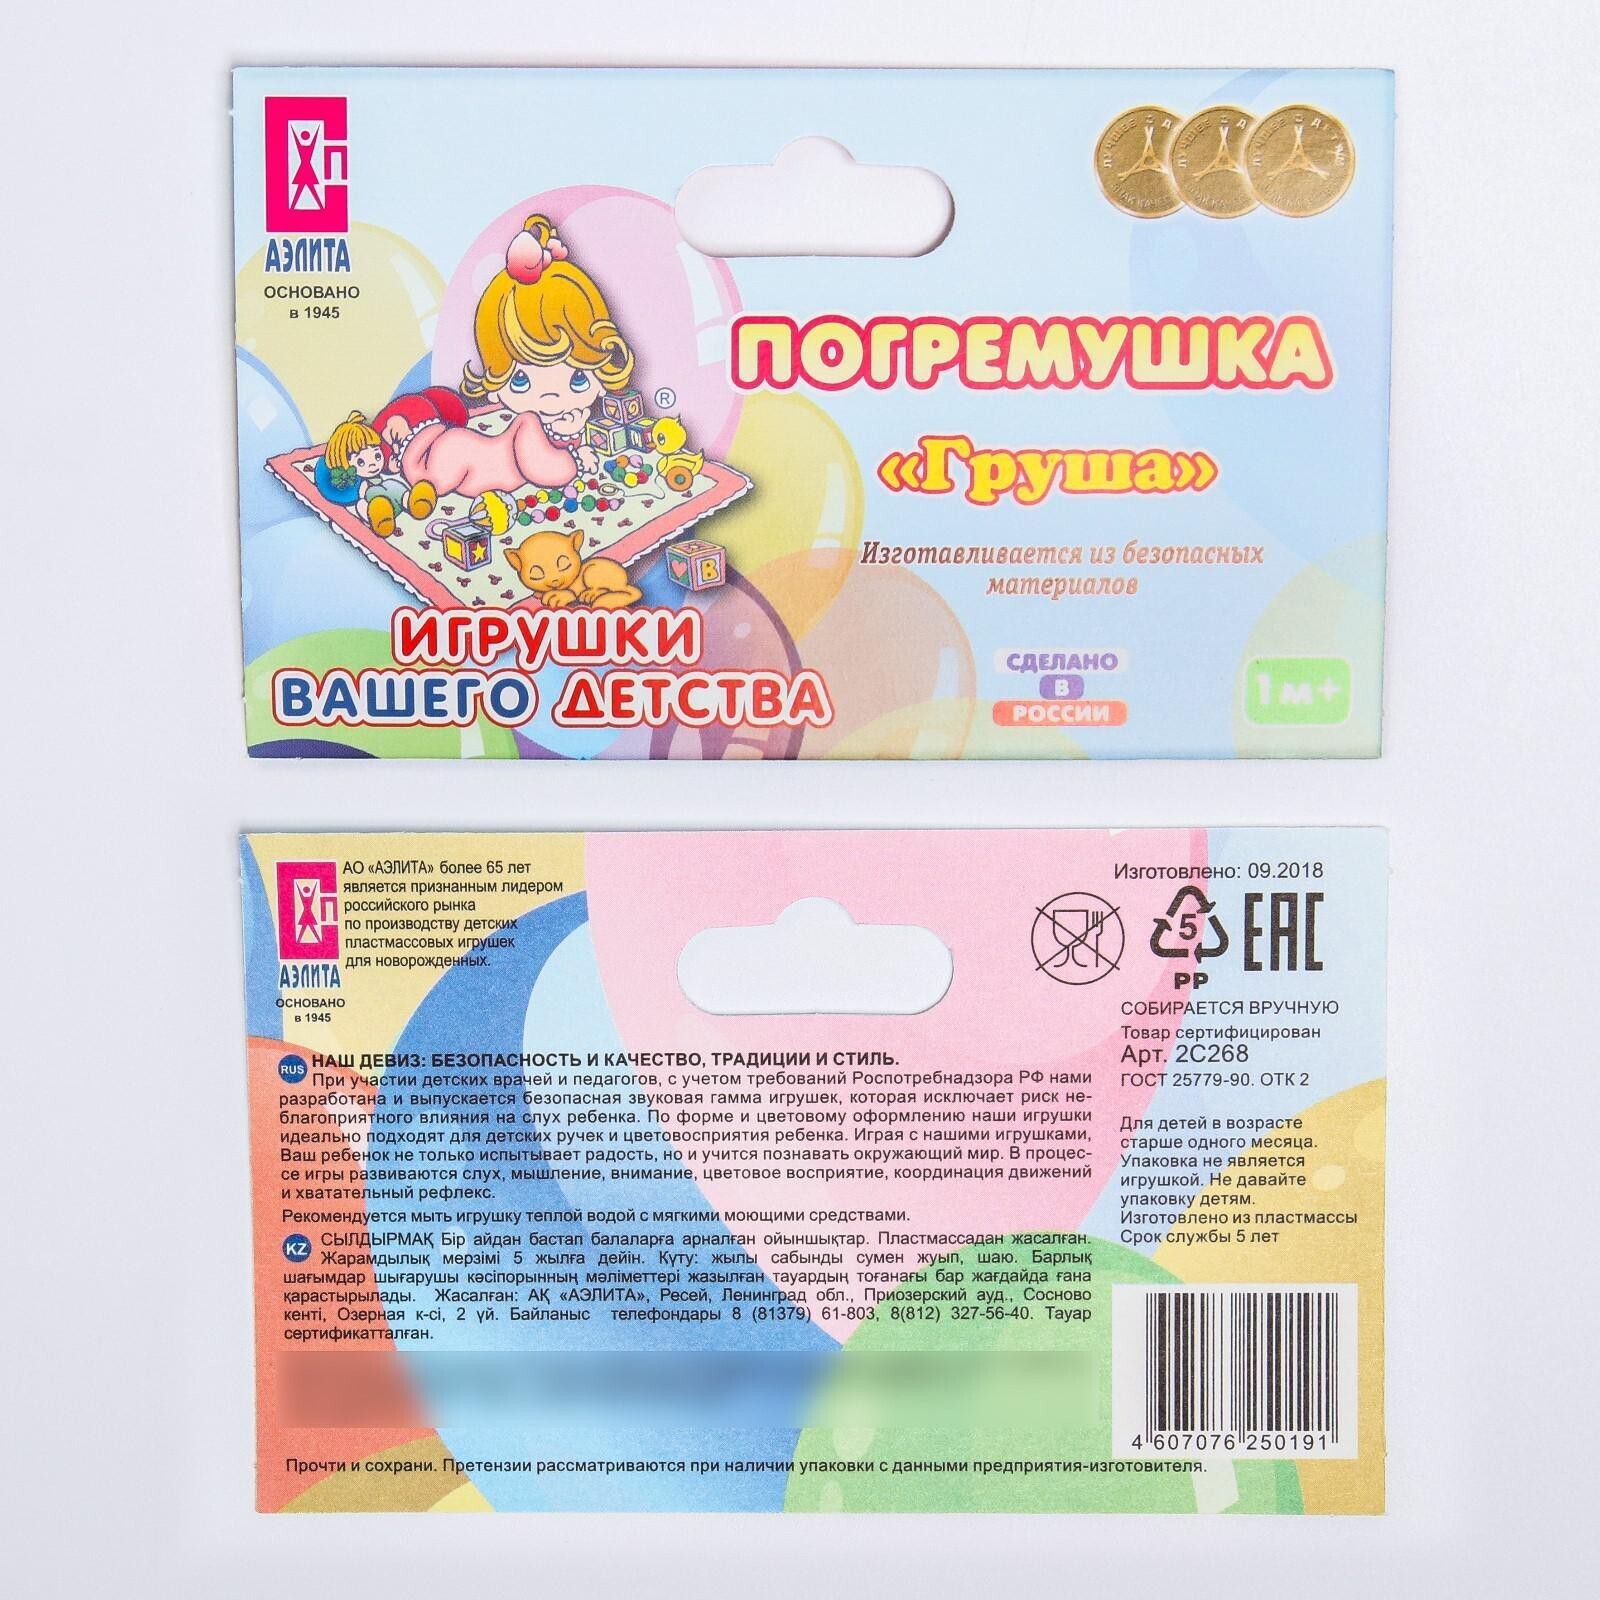 СП
АЭЛИТА
ОСНОВАНО
в 1945
ЛУЧШЕЕ ДЕТЯМ
ЗНАК КАЧЕСТВА
®
ПОГРЕМУШКА
«Груша»
Изготавливается из безопасных
материалов
ИГРУШКИ
ВАШЕГО ДЕТСТВА
СДЕЛАНО
В
РОССИИ
1м+
СП
АЭЛИТА
ОСНОВАНО
в 1945
АО «АЭЛИТА» более 65 лет
является признанным лидером
российского рынка
по производству детских
пластмассовых игрушек
для новорожденных.
Изготовлено: 09.2018
5
PP
EAC
СОБИРАЕТСЯ ВРУЧНУЮ
Товар сертифицирован
Арт. 2С268
ГОСТ 25779-90. ОТК 2
RUS НАШ ДЕВИЗ: БЕЗОПАСНОСТЬ И КАЧЕСТВО, ТРАДИЦИИ И СТИЛЬ.
При участии детских врачей и педагогов, с учетом требований Роспотребнадзора РФ нами
разработана и выпускается безопасная звуковая гамма игрушек, которая исключает риск не-
благоприятного влияния на слух ребенка. По форме и цветовому оформлению наши игрушки
идеально подходят для детских ручек и цветовосприятия ребенка. Играя с нашими игрушками,
Ваш ребенок не только испытывает радость, но и учится познавать окружающий мир. В процес-
се игры развиваются слух, мышление, внимание, цветовое восприятие, координация движений
и хватательный рефлекс.
Рекомендуется мыть игрушку теплой водой с мягкими моющими средствами.
KZ СЫЛДЫРМАҚ Бір айдан бастап балаларға арналған ойыншықтар. Пластмассадан жасалған.
Жарамдылық мерзімі 5 жылға дейін. Күту: жылы сабынды сумен жуып, шаю. Барлық
шағымдар шығарушы кәсіпорынның мәліметтері жазылған тауардың тоғанағы бар жағдайда ғана
қарастырылады. Жасалған: АҚ «АЭЛИТА», Ресей, Ленинград обл., Приозерский ауд., Сосново
кенті, Озерная к-сі, 2 үй. Байланыс телефондары 8 (81379) 61-803, 8(812) 327-56-40. Тауар
сертификатталған.
Для детей в возрасте
старше одного месяца.
Упаковка не является
игрушкой. Не давайте
упаковку детям.
Изготовлено из пластмассы
Срок службы 5 лет
4 607076 250191
Прочти и сохрани. Претензии рассматриваются при наличии упаковки с данными предприятия-изготовителя.